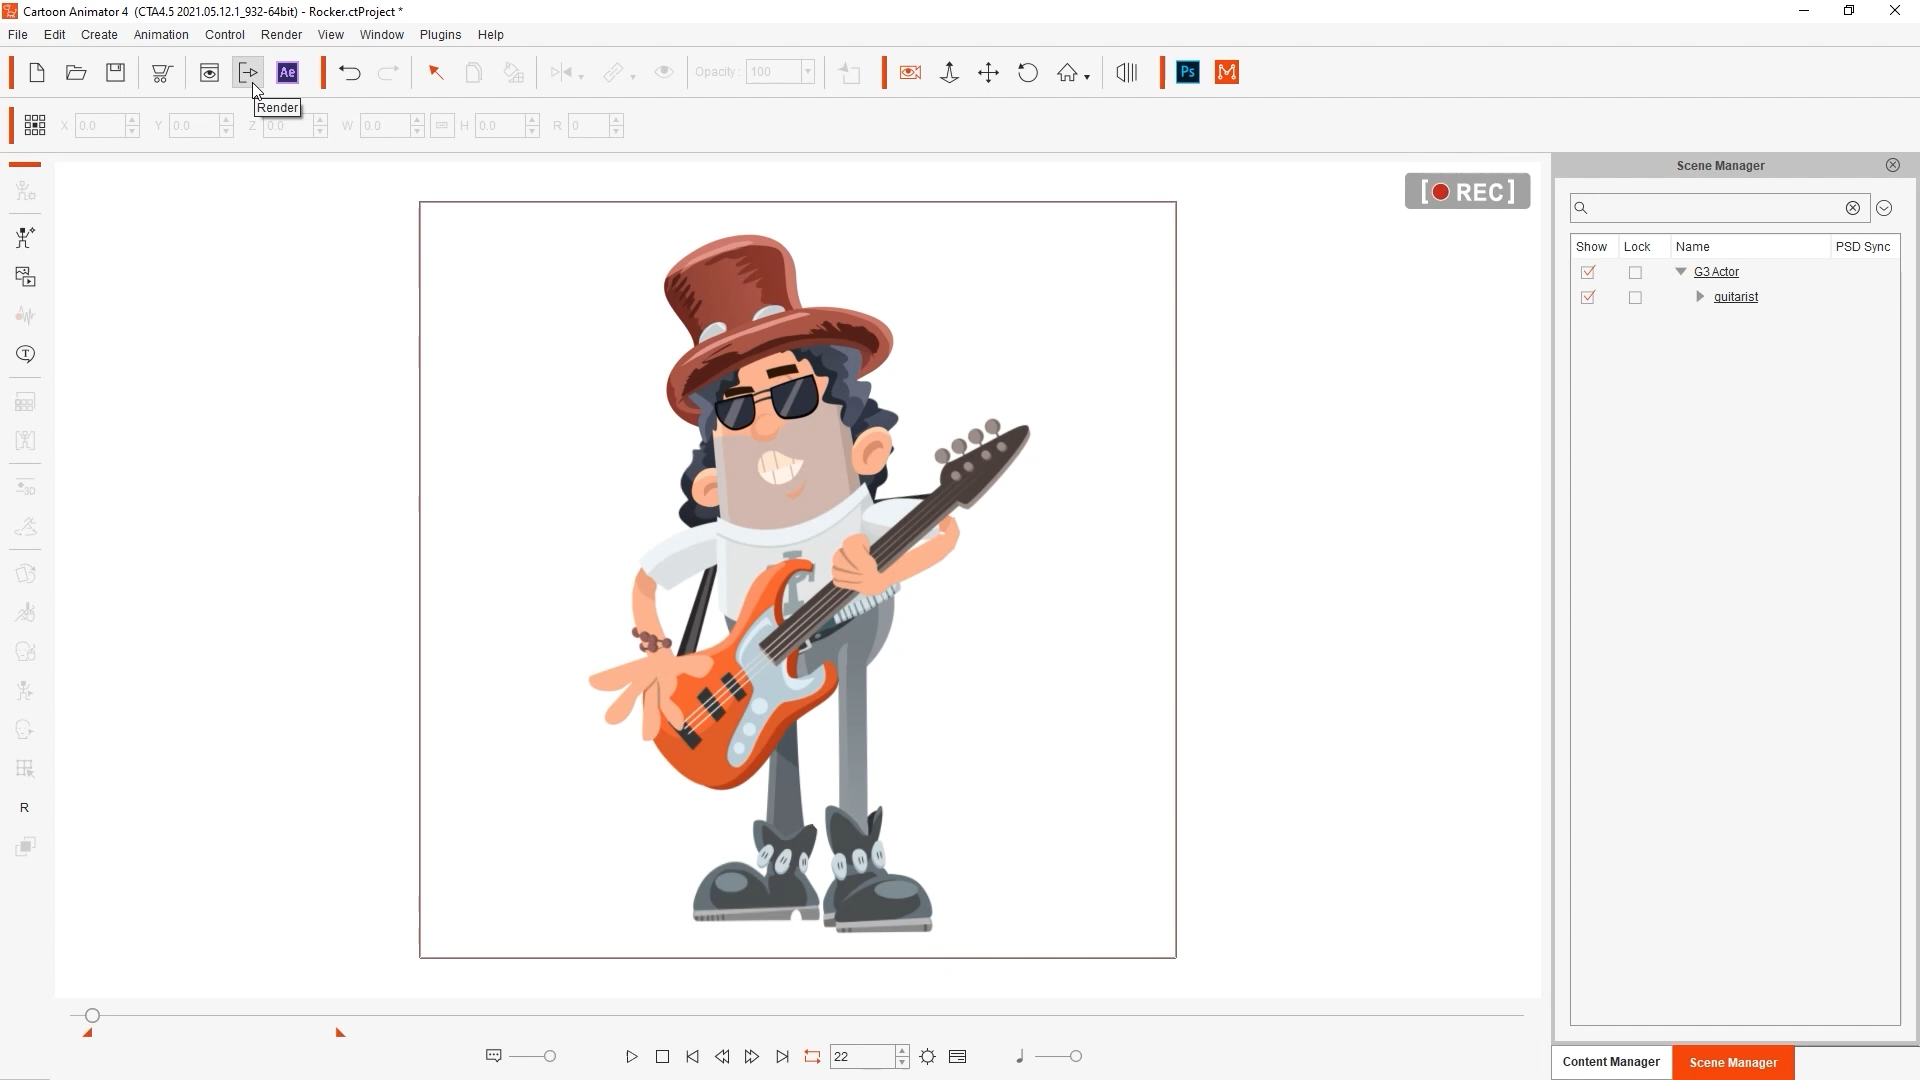 Cartoon Animator 4  (CTA4.5 2021.05.12.1_932-64bit) - Rocker.ctProject *
File Edit Create Animation Control Render View Window Plugins Help
Ae Opacity : 100 Ps
Render
X 0.0 Y 0.0 Z 0.0 W 0.0 H 0.0 R 0
Scene Manager
[ REC ]
Show Lock Name PSD Sync
G3 Actor
guitarist
T
3D
R
22
Content Manager Scene Manager